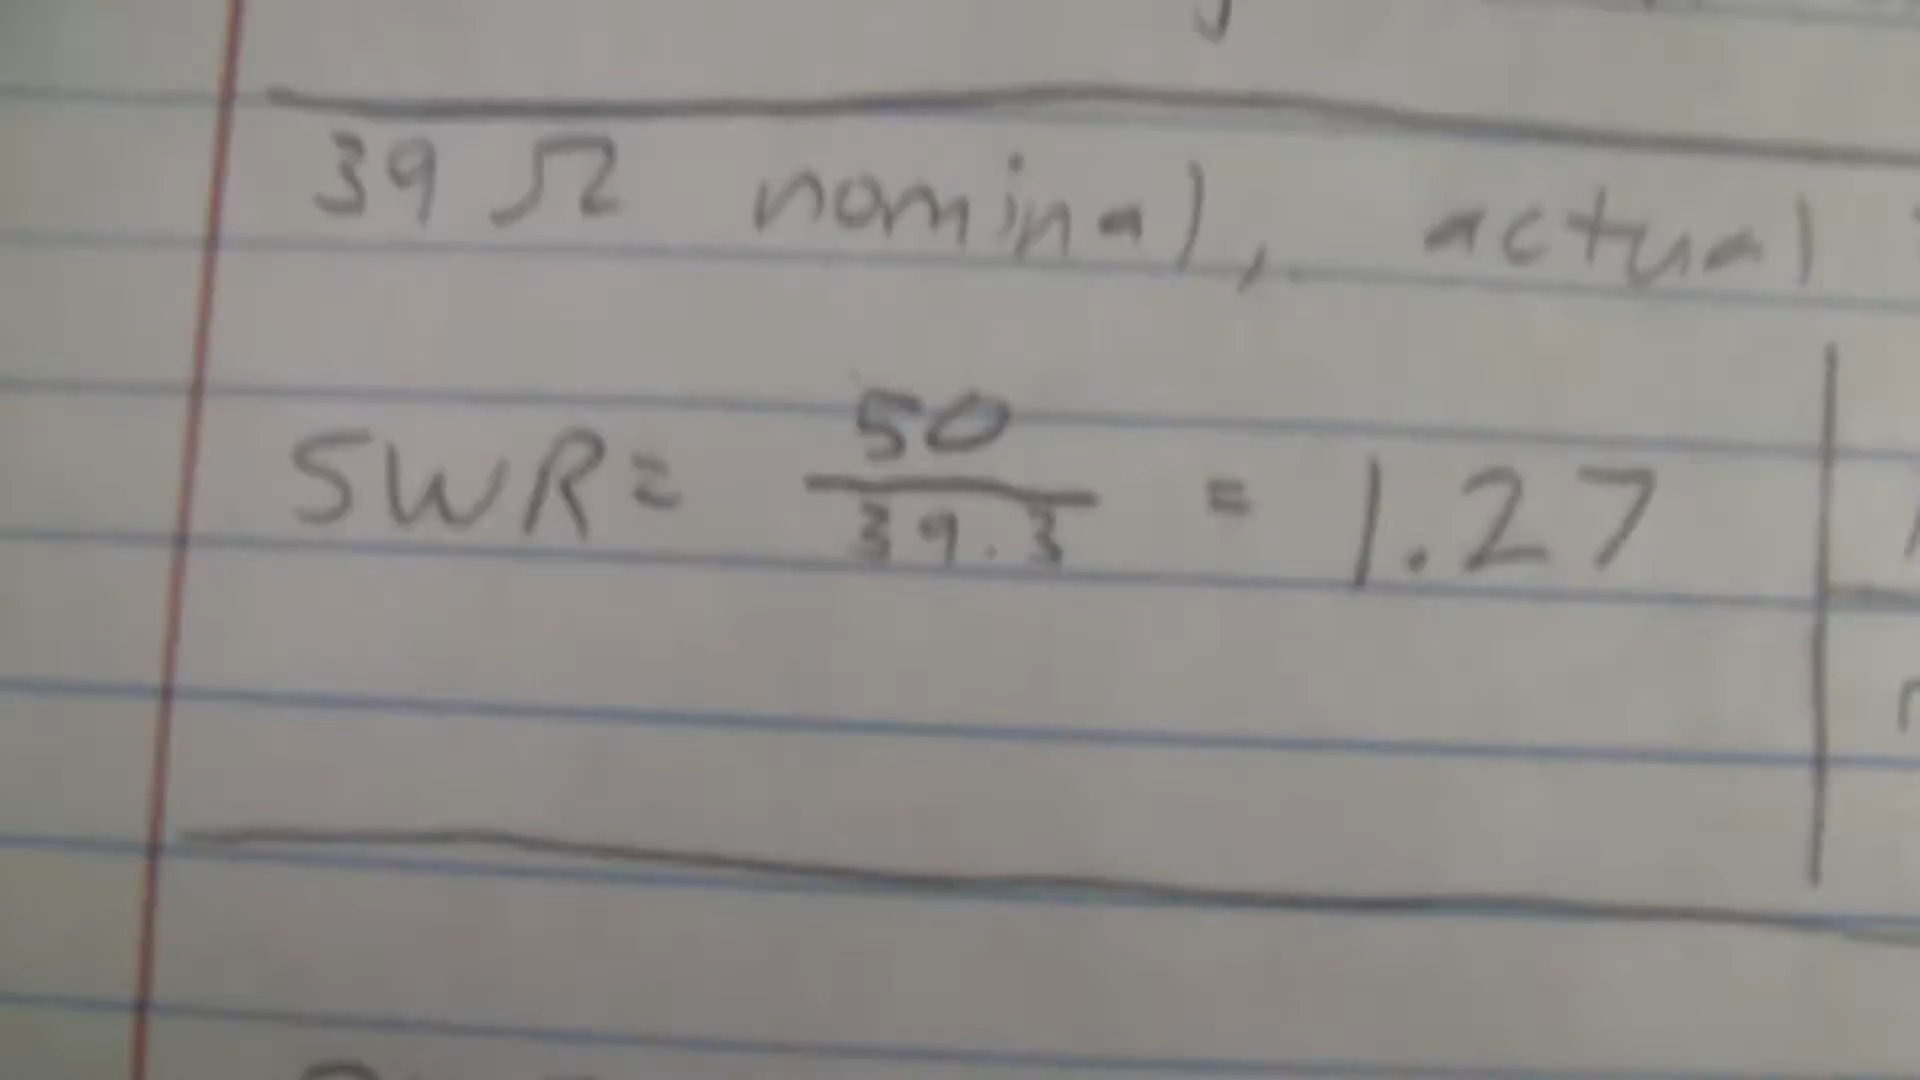 39 Ω nominal, actual
SWR = 50/39.3 = 1.27